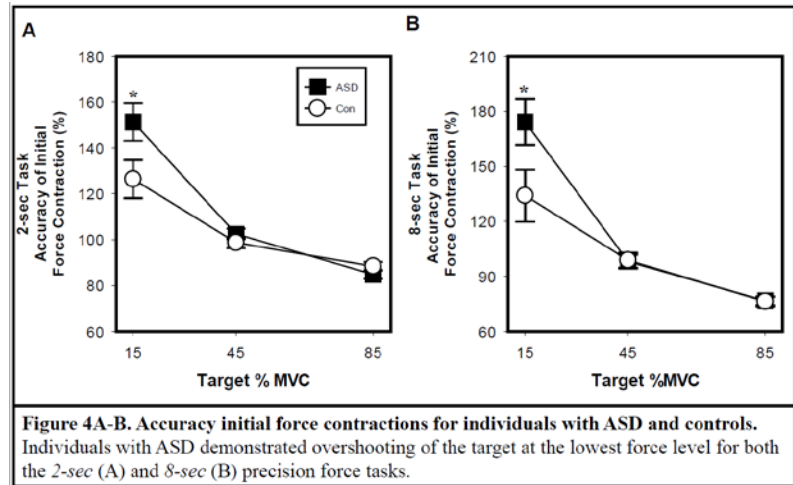 A
B
180
160
140
120
100
80
60
2-sec Task
Accuracy of Initial
Force Contraction (%)
*
ASD
Con
15
45
85
Target % MVC
210
180
150
120
90
60
8-sec Task
Accuracy of Initial
Force Contraction (%)
*
15
45
85
Target %MVC
Figure 4A-B. Accuracy initial force contractions for individuals with ASD and controls.
Individuals with ASD demonstrated overshooting of the target at the lowest force level for both
the 2-sec (A) and 8-sec (B) precision force tasks.